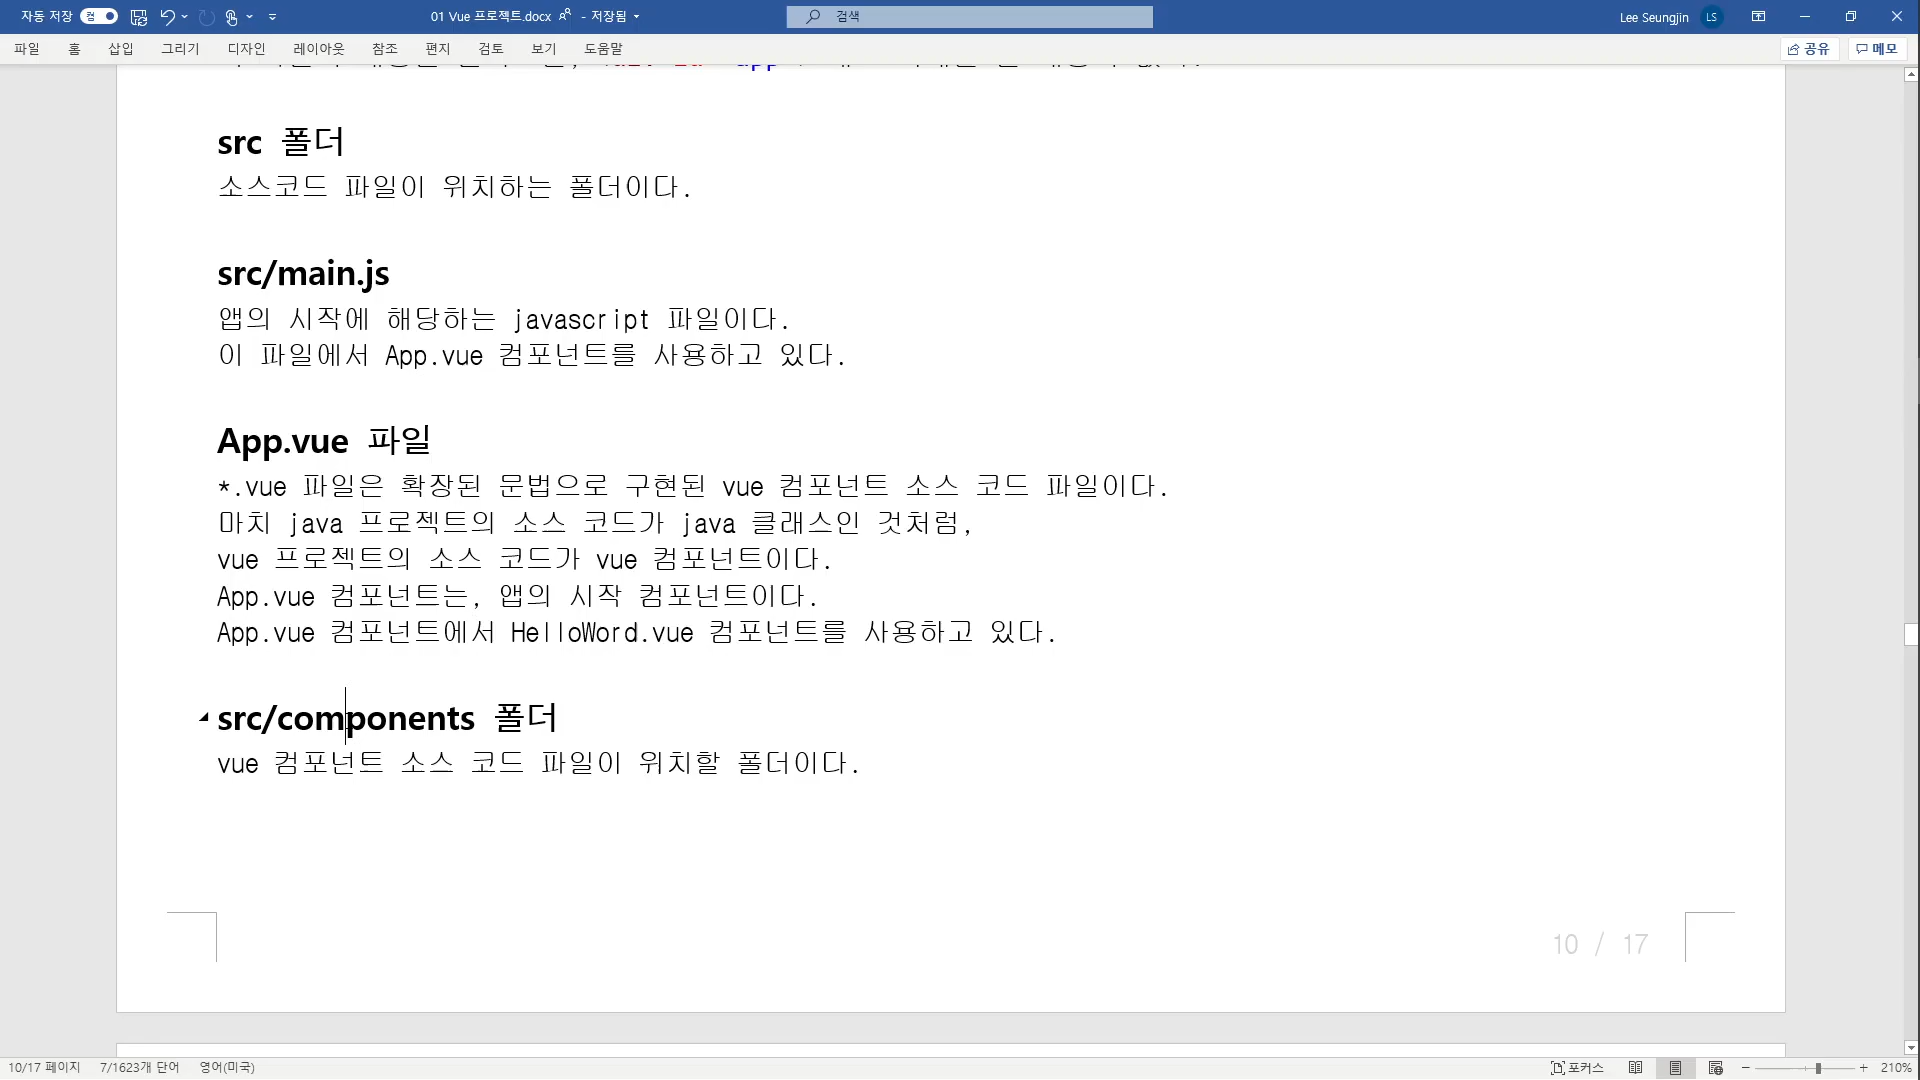 자동 저장 컴 01 Vue 프로젝트.docx - 저장됨 검색 Lee Seungjin LS
파일 홈 삽입 그리기 디자인 레이아웃 참조 편지 검토 보기 도움말 공유 메모
src 폴더
소스코드 파일이 위치하는 폴더이다.
src/main.js
앱의 시작에 해당하는 javascript 파일이다.
이 파일에서 App.vue 컴포넌트를 사용하고 있다.
App.vue 파일
*.vue 파일은 확장된 문법으로 구현된 vue 컴포넌트 소스 코드 파일이다.
마치 java 프로젝트의 소스 코드가 java 클래스인 것처럼,
vue 프로젝트의 소스 코드가 vue 컴포넌트이다.
App.vue 컴포넌트는, 앱의 시작 컴포넌트이다.
App.vue 컴포넌트에서 HelloWord.vue 컴포넌트를 사용하고 있다.
src/components 폴더
vue 컴포넌트 소스 코드 파일이 위치할 폴더이다.
10 / 17
10/17 페이지 7/1623개 단어 영어(미국) 포커스 210%